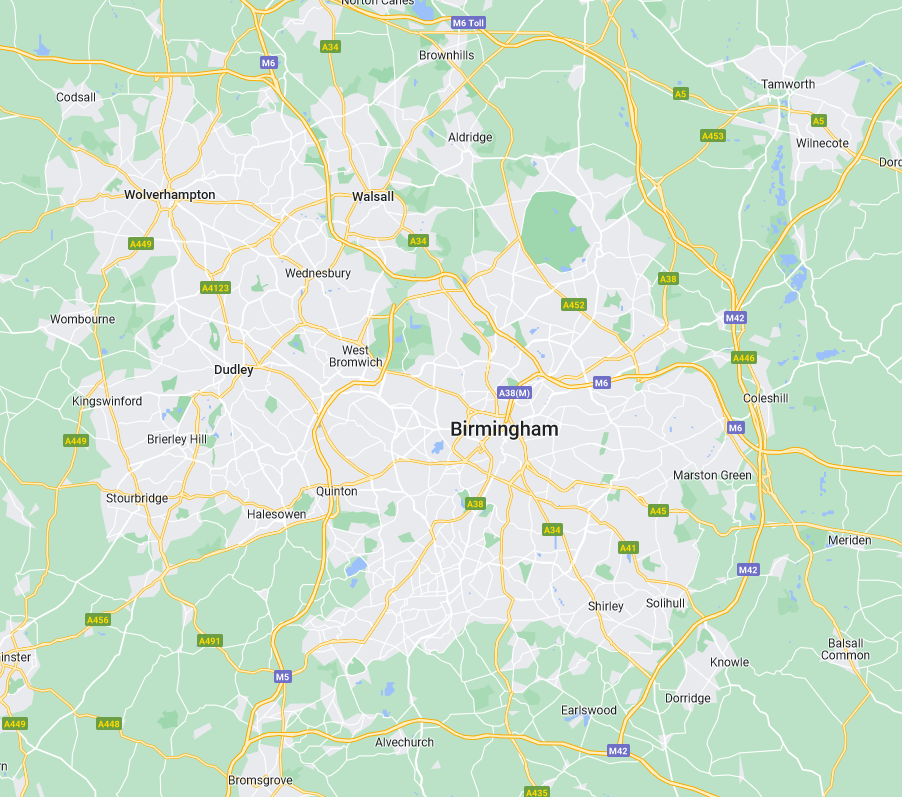 Norton Canes
M6 Toll
A34
Brownhills
M6
Tamworth
Codsall
A5
A5
A453
Aldridge
Wilnecote
Wolverhampton
Walsall
A449
A34
Wednesbury
A38
A4123
A452
Wombourne
M42
West
Bromwich
A446
Dudley
M6
A38(M)
Kingswinford
Coleshill
Birmingham
M6
A449
Brierley Hill
Marston Green
Stourbridge
Quinton
A38
A45
Halesowen
A34
Meriden
A41
M42
Shirley
Solihull
A456
A491
Balsall
Common
inster
Knowle
M5
Dorridge
Earlswood
A449
A448
Alvechurch
M42
Bromsgrove
A435